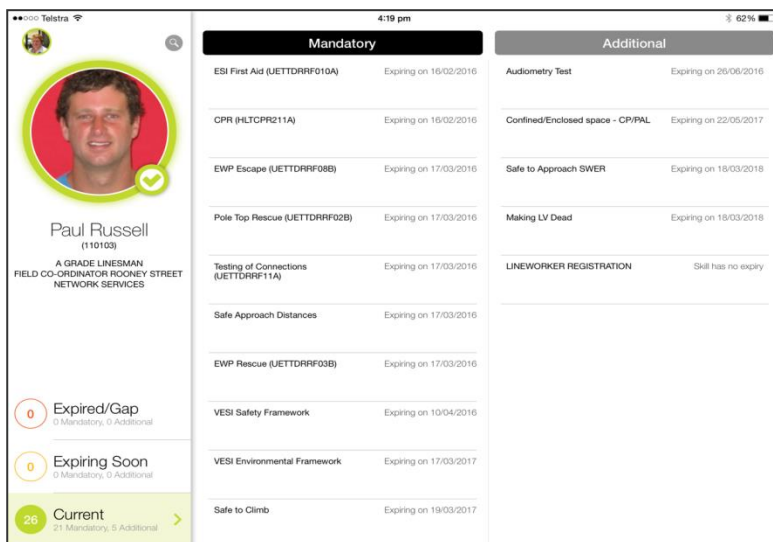 Telstra
4:19 pm
62%
Paul Russell
(110103)
A GRADE LINESMAN
FIELD CO-ORDINATOR ROONEY STREET
NETWORK SERVICES
0
Expired/Gap
0 Mandatory, 0 Additional
0
Expiring Soon
0 Mandatory, 0 Additional
26
Current
21 Mandatory, 5 Additional
Mandatory
ESI First Aid (UETTDRRF010A) Expiring on 16/02/2016
CPR (HLTCPR211A) Expiring on 16/02/2016
EWP Escape (UETTDRRF08B) Expiring on 17/03/2016
Pole Top Rescue (UETTDRRF02B) Expiring on 17/03/2016
Testing of Connections Expiring on 17/03/2016
(UETTDRRF11A)
Safe Approach Distances Expiring on 17/03/2016
EWP Rescue (UETTDRRF03B) Expiring on 17/03/2016
VESI Safety Framework Expiring on 10/04/2016
VESI Environmental Framework Expiring on 17/03/2017
Safe to Climb Expiring on 19/03/2017
Additional
Audiometry Test Expiring on 26/06/2016
Confined/Enclosed space - CP/PAL Expiring on 22/05/2017
Safe to Approach SWER Expiring on 18/03/2018
Making LV Dead Expiring on 18/03/2018
LINEWORKER REGISTRATION Skill has no expiry